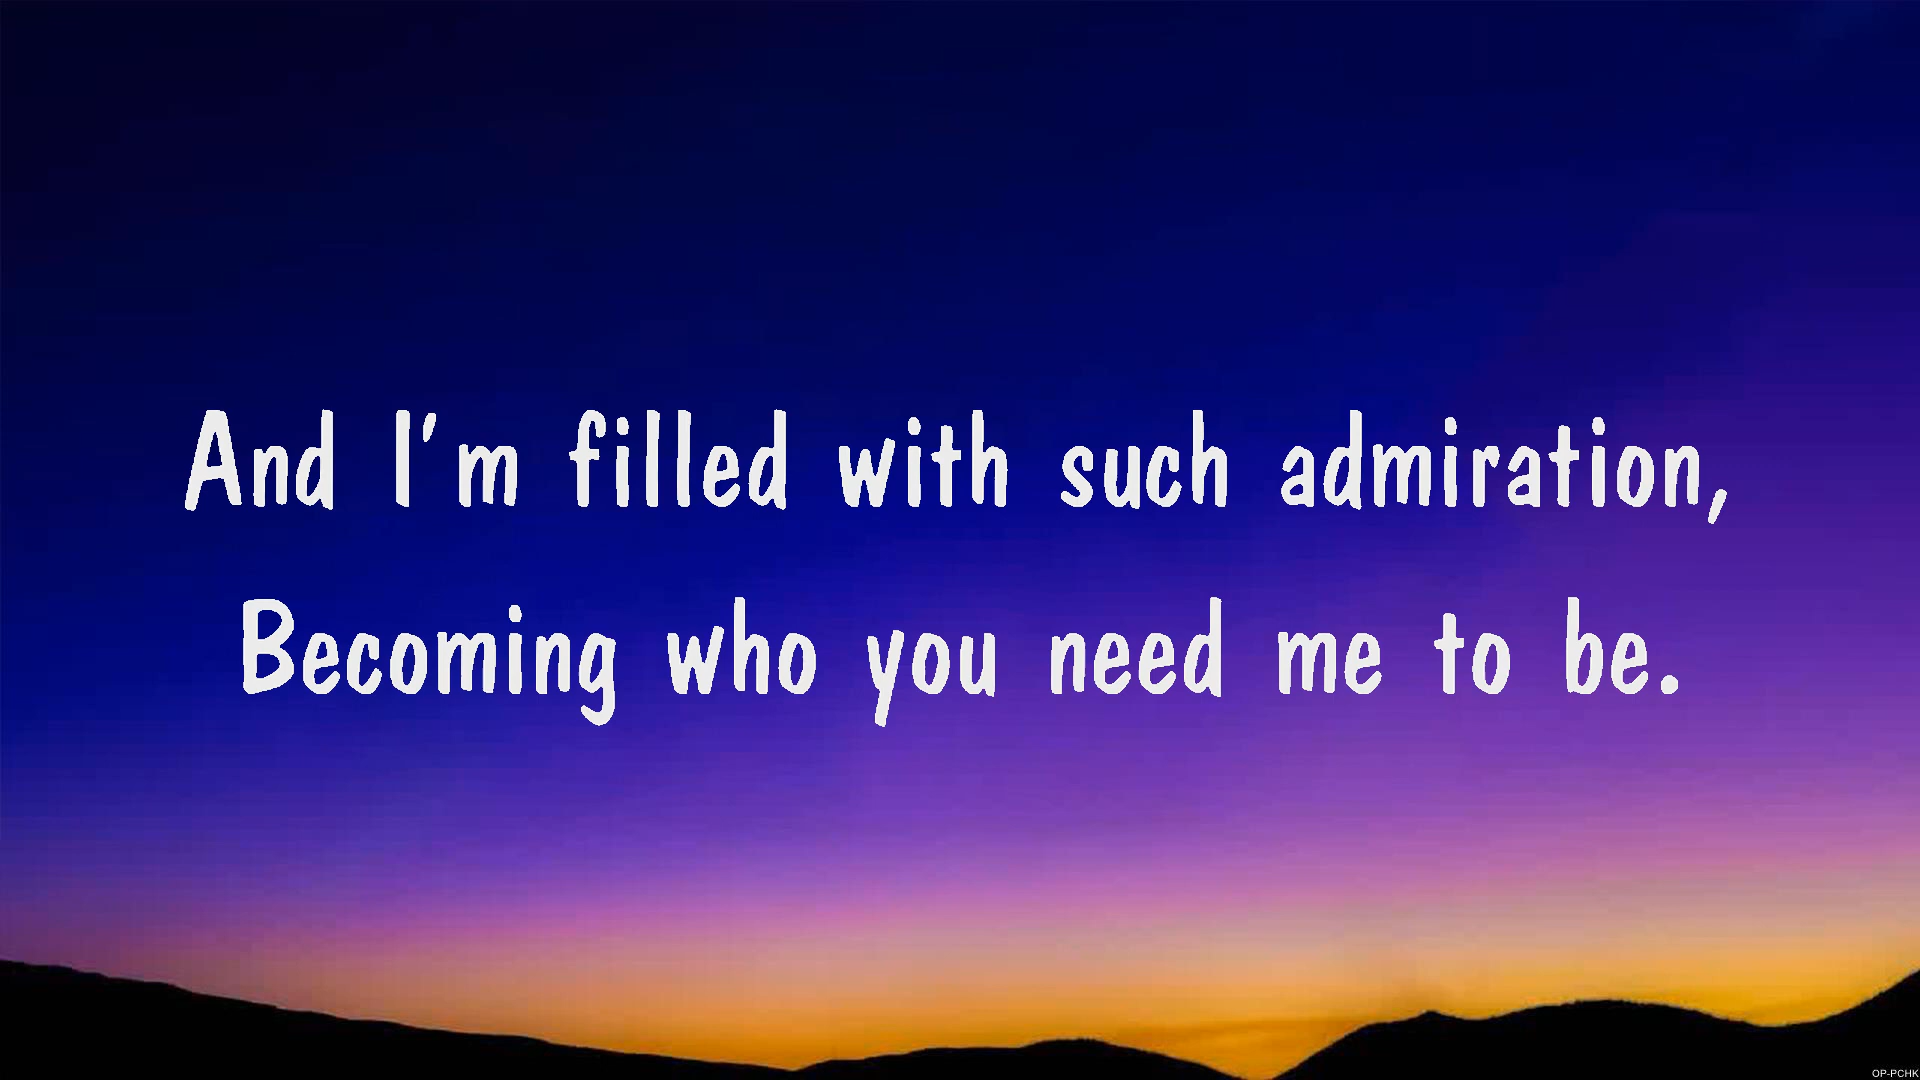 And I'm filled with such admiration,
Becoming who you need me to be.
OP-PCHK